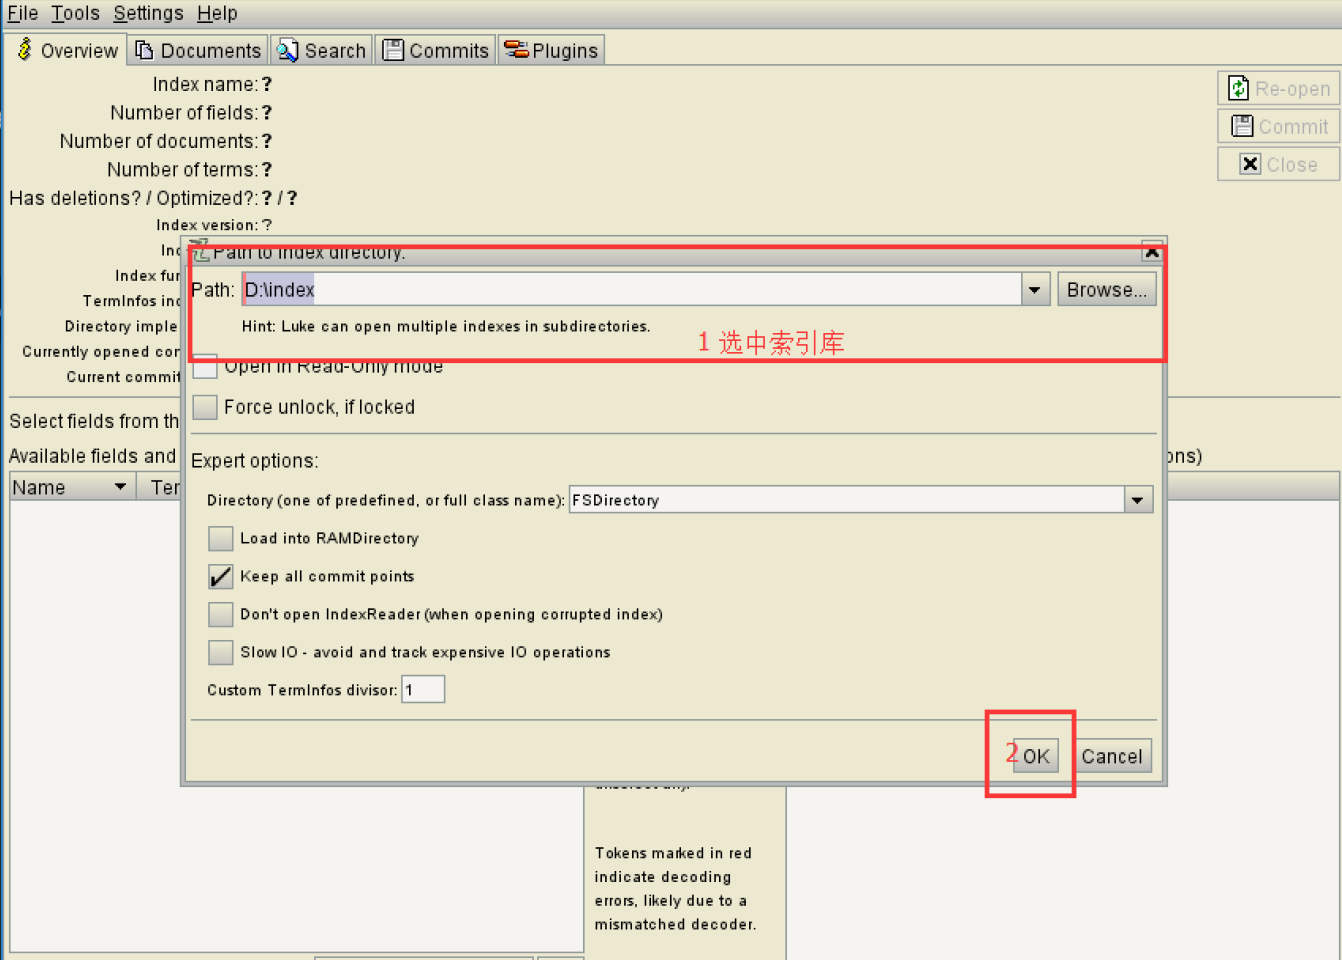 File Tools Settings Help
Overview Documents Search Commits Plugins
Index name: ?
Re-open
Number of fields: ?
Commit
Number of documents: ?
Close
Number of terms: ?
Has deletions? / Optimized?: ? / ?
Index version: ?
Path to index directory:
Index fu
Path: D:\index Browse...
TermInfos in
Directory imple
Hint: Luke can open multiple indexes in subdirectories.
1 选中索引库
Currently opened co
Open in Read-Only mode
Current commit
Force unlock, if locked
Select fields from th
Available fields and
ons)
Expert options:
Name Ter
Directory (one of predefined, or full class name): FSDirectory
Load into RAMDirectory
Keep all commit points
Don't open IndexReader (when opening corrupted index)
Slow IO - avoid and track expensive IO operations
Custom TermInfos divisor: 1
2 OK Cancel
Tokens marked in red
indicate decoding
errors, likely due to a
mismatched decoder.